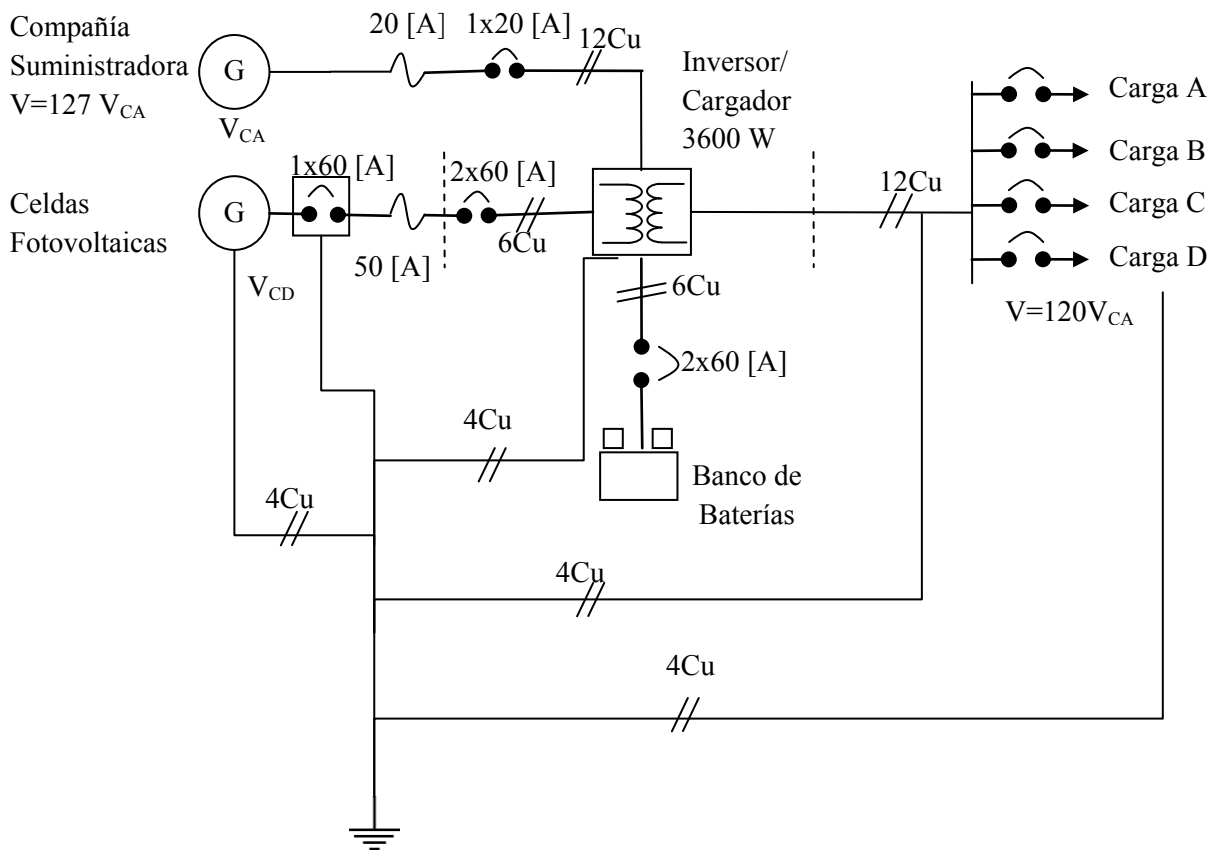 Compañía
Suministradora
V=127 VCA
G
VCA
20 [A]
1x20 [A]
12Cu
Inversor/
Cargador
3600 W
Carga A
Carga B
Carga C
Carga D
V=120VCA
12Cu
Celdas
Fotovoltaicas
G
VCD
1x60 [A]
50 [A]
2x60 [A]
6Cu
6Cu
2x60 [A]
Banco de
Baterías
4Cu
4Cu
4Cu
4Cu